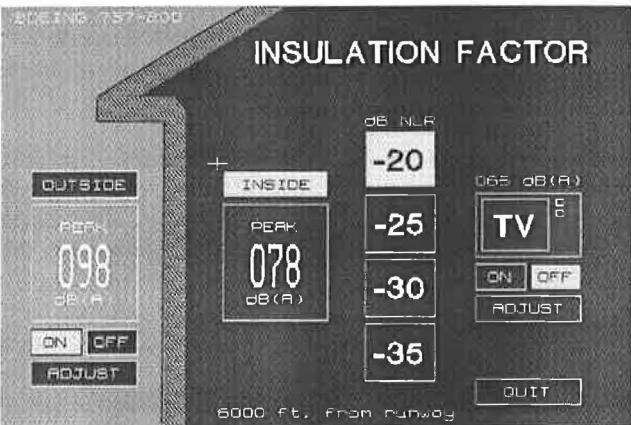 BOEING 737-200
INSULATION FACTOR
dB NLR
-20
-25
-30
-35
OUTSIDE
PEAK
098
dB(A
ON OFF
ADJUST
INSIDE
PEAK
078
dB(A)
065 dB(A)
TV
ON OFF
ADJUST
QUIT
6000 ft. from runway